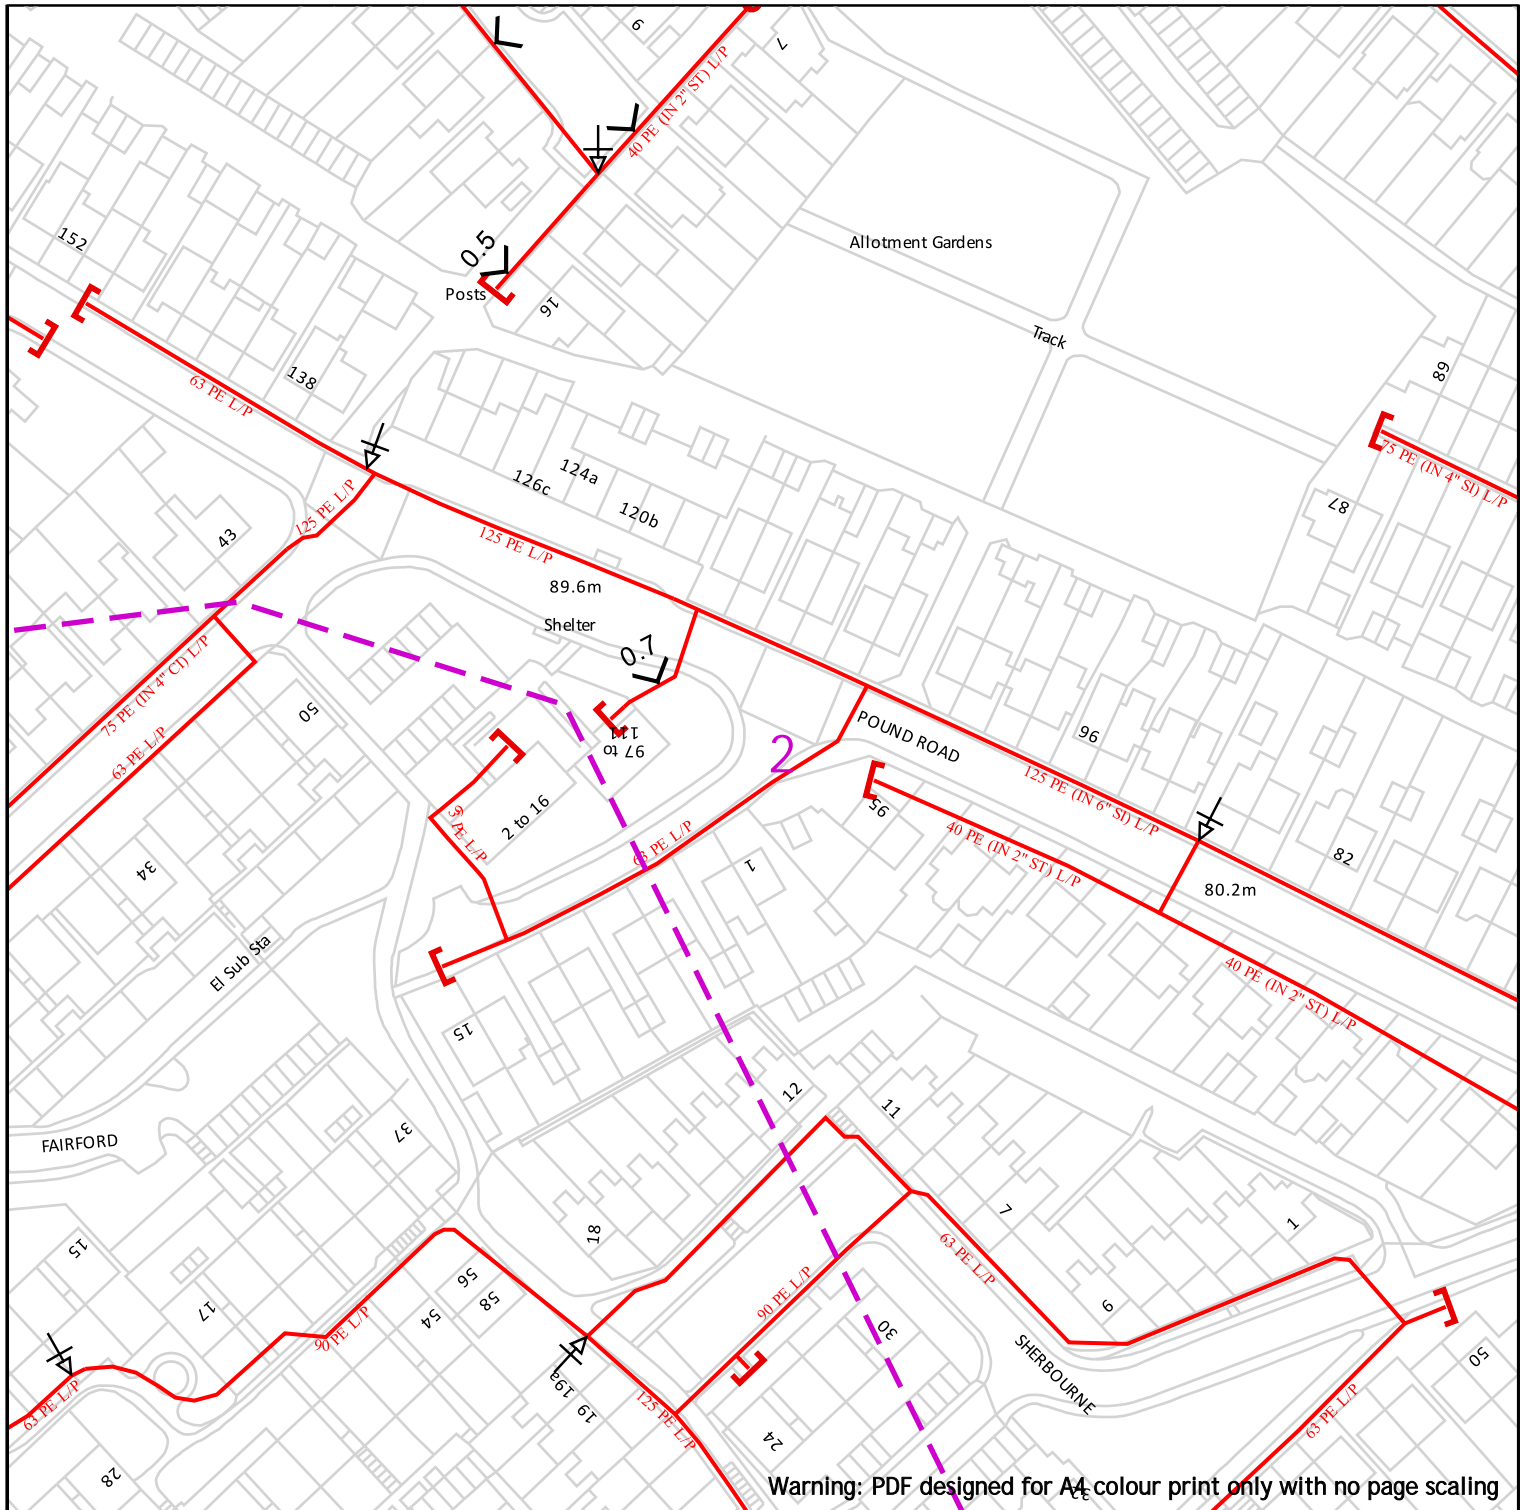 6
7
40 PE (IN 2" ST) L/P
152
Allotment Gardens
0.5
Posts
16
Track
138
63 PE L/P
89
75 PE (IN 4" SI) L/P
87
124a
126c
120b
125 PE L/P
43
125 PE L/P
89.6m
Shelter
0.7
75 PE (IN 4" CI) L/P
50
63 PE L/P
97 to
111
2
POUND ROAD
96
125 PE (IN 6" SI) L/P
95
40 PE (IN 2" ST) L/P
2 to 16
63 PE L/P
63 PE L/P
1
82
34
80.2m
El Sub Sta
40 PE (IN 2" ST) L/P
15
12
11
37
FAIRFORD
7
1
18
15
63 PE L/P
56
58
54
90 PE L/P
17
90 PE L/P
9
30
SHERBOURNE
50
19a
19
125 PE L/P
63 PE L/P
63 PE L/P
24
28
32
Warning: PDF designed for A4 colour print only with no page scaling